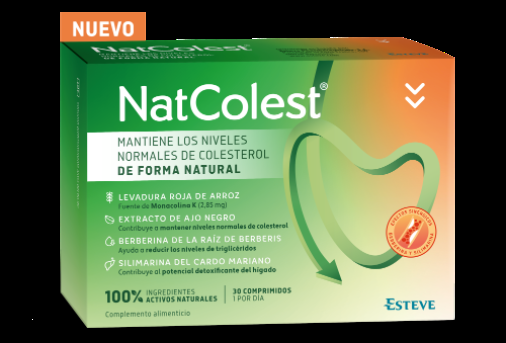 NUEVO
NatColest
NatColest®
MANTIENE LOS NIVELES
NORMALES DE COLESTEROL
DE FORMA NATURAL
LEVADURA ROJA DE ARROZ
Fuente de Monacolina K (2,85 mg)
EXTRACTO DE AJO NEGRO
Contribuye a mantener niveles normales de colesterol
BERBERINA DE LA RAÍZ DE BERBERIS
Ayuda a reducir los niveles de triglicéridos
SILIMARINA DEL CARDO MARIANO
Contribuye al potencial detoxificante del hígado
100% INGREDIENTES
ACTIVOS NATURALES
30 COMPRIMIDOS
1 POR DÍA
Complemento alimenticio
ESTEVE